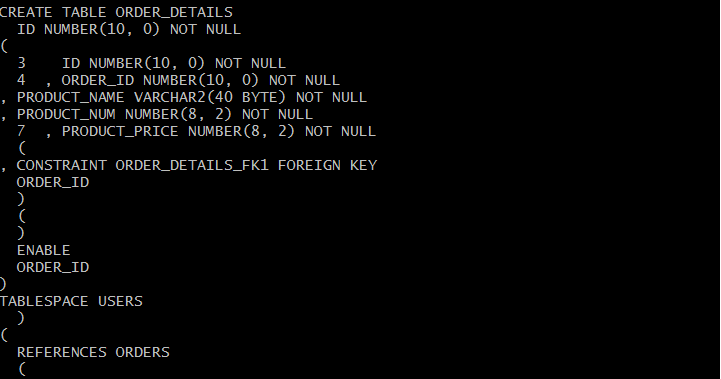 CREATE TABLE ORDER_DETAILS
ID NUMBER(10, 0) NOT NULL
(
3 ID NUMBER(10, 0) NOT NULL
4 , ORDER_ID NUMBER(10, 0) NOT NULL
, PRODUCT_NAME VARCHAR2(40 BYTE) NOT NULL
, PRODUCT_NUM NUMBER(8, 2) NOT NULL
7 , PRODUCT_PRICE NUMBER(8, 2) NOT NULL
(
, CONSTRAINT ORDER_DETAILS_FK1 FOREIGN KEY
ORDER_ID
)
(
)
ENABLE
ORDER_ID
)
TABLESPACE USERS
)
(
REFERENCES ORDERS
(